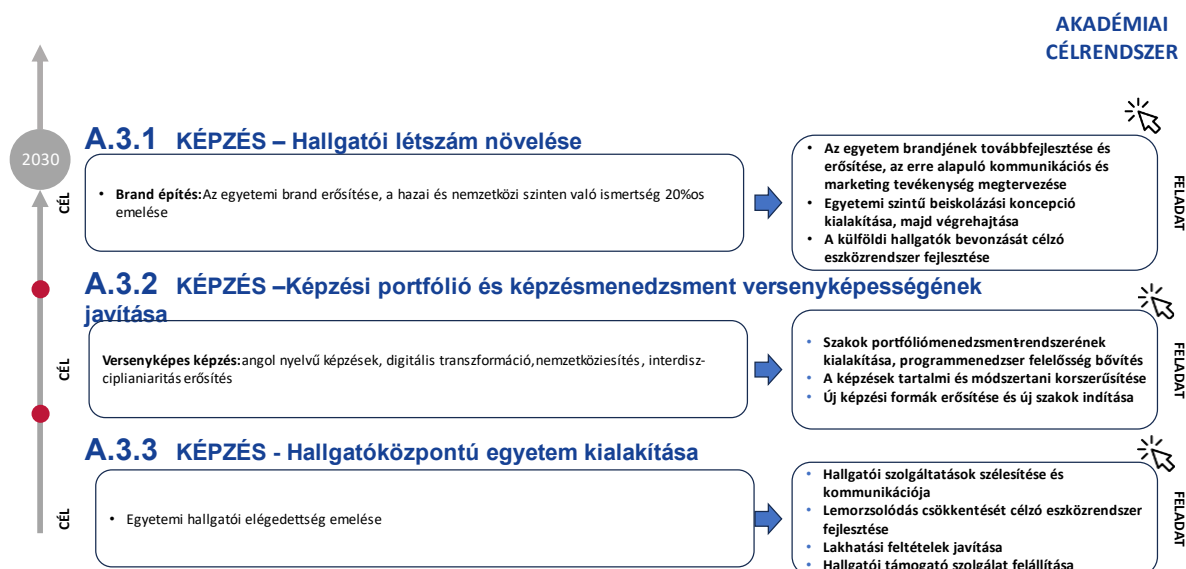 AKADÉMIAI
CÉLRENDSZER
2030
A.3.1 KÉPZÉS – Hallgatói létszám növelése
CÉL
• Brand építés:Az egyetemi brand erősítése, a hazai és nemzetközi szinten való ismertség 20%os
emelése
• Az egyetem brandjének továbbfejlesztése és
erősítése, az erre alapuló kommunikációs és
marketing tevékenység megtervezése
• Egyetemi szintű beiskolázási koncepció
kialakítása, majd végrehajtása
• A külföldi hallgatók bevonzását célzó
eszközrendszer fejlesztése
FELADAT
A.3.2 KÉPZÉS –Képzési portfólió és képzésmenedzsment versenyképességének
javítása
CÉL
Versenyképes képzés:angol nyelvű képzések, digitális transzformáció,nemzetköziesítés, interdisz-
ciplianiaritás erősítés
• Szakok portfóliómenedzsment-rendszerének
kialakítása, programmenedzser felelősség bővítés
• A képzések tartalmi és módszertani korszerűsítése
• Új képzési formák erősítése és új szakok indítása
FELADAT
A.3.3 KÉPZÉS - Hallgatóközpontú egyetem kialakítása
CÉL
• Egyetemi hallgatói elégedettség emelése
• Hallgatói szolgáltatások szélesítése és
kommunikációja
• Lemorzsolódás csökkentését célzó eszközrendszer
fejlesztése
• Lakhatási feltételek javítása
• Hallgatói támogató szolgálat felállítása
FELADAT